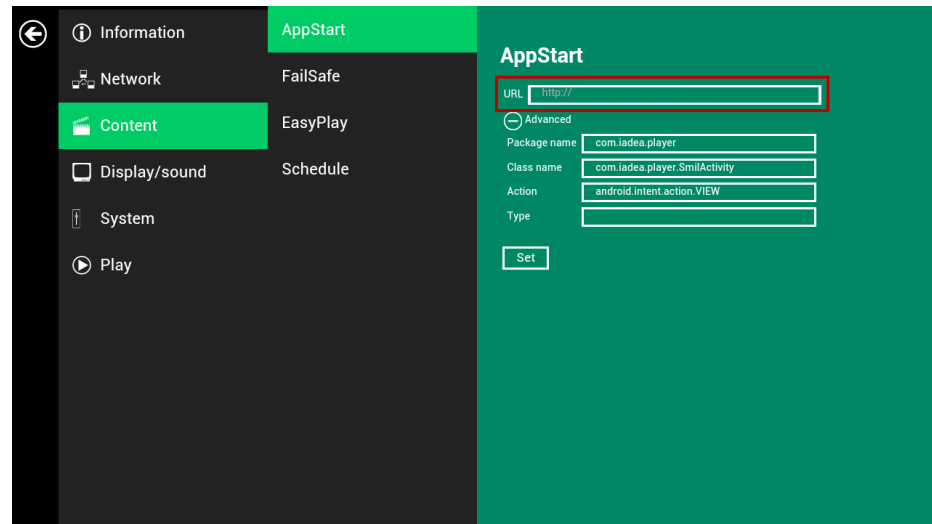 Information
Network
Content
Display/sound
System
Play
AppStart
FailSafe
EasyPlay
Schedule
AppStart
URL http://
Advanced
Package name com.iadea.player
Class name com.iadea.player.SmilActivity
Action android.intent.action.VIEW
Type
Set